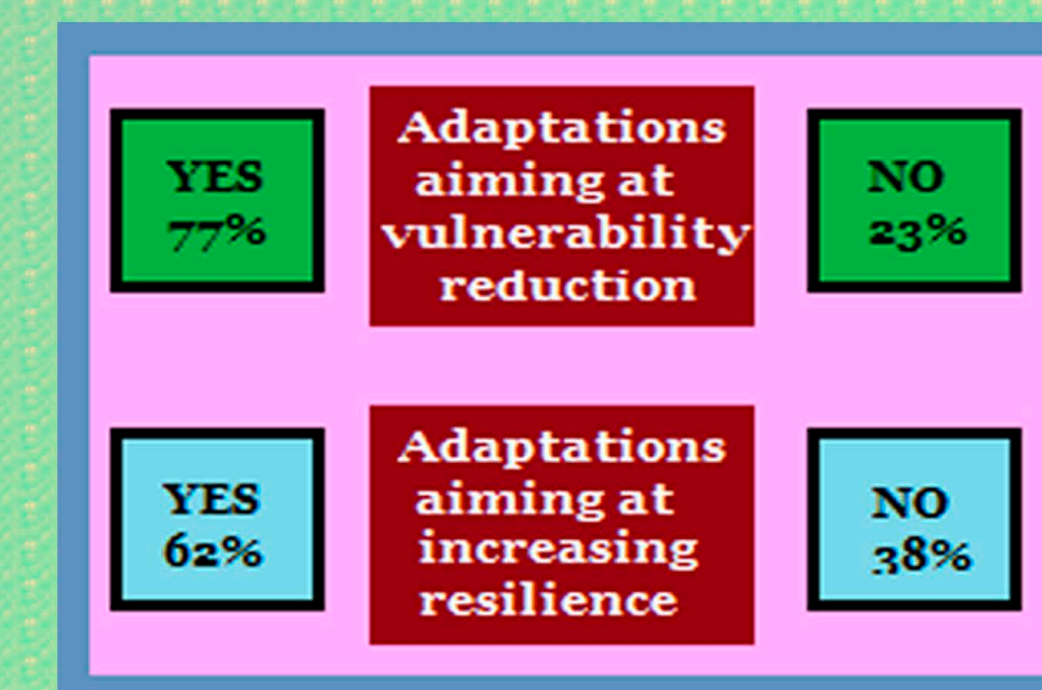 YES
77%
Adaptations
aiming at
vulnerability
reduction
NO
23%
YES
62%
Adaptations
aiming at
increasing
resilience
NO
38%